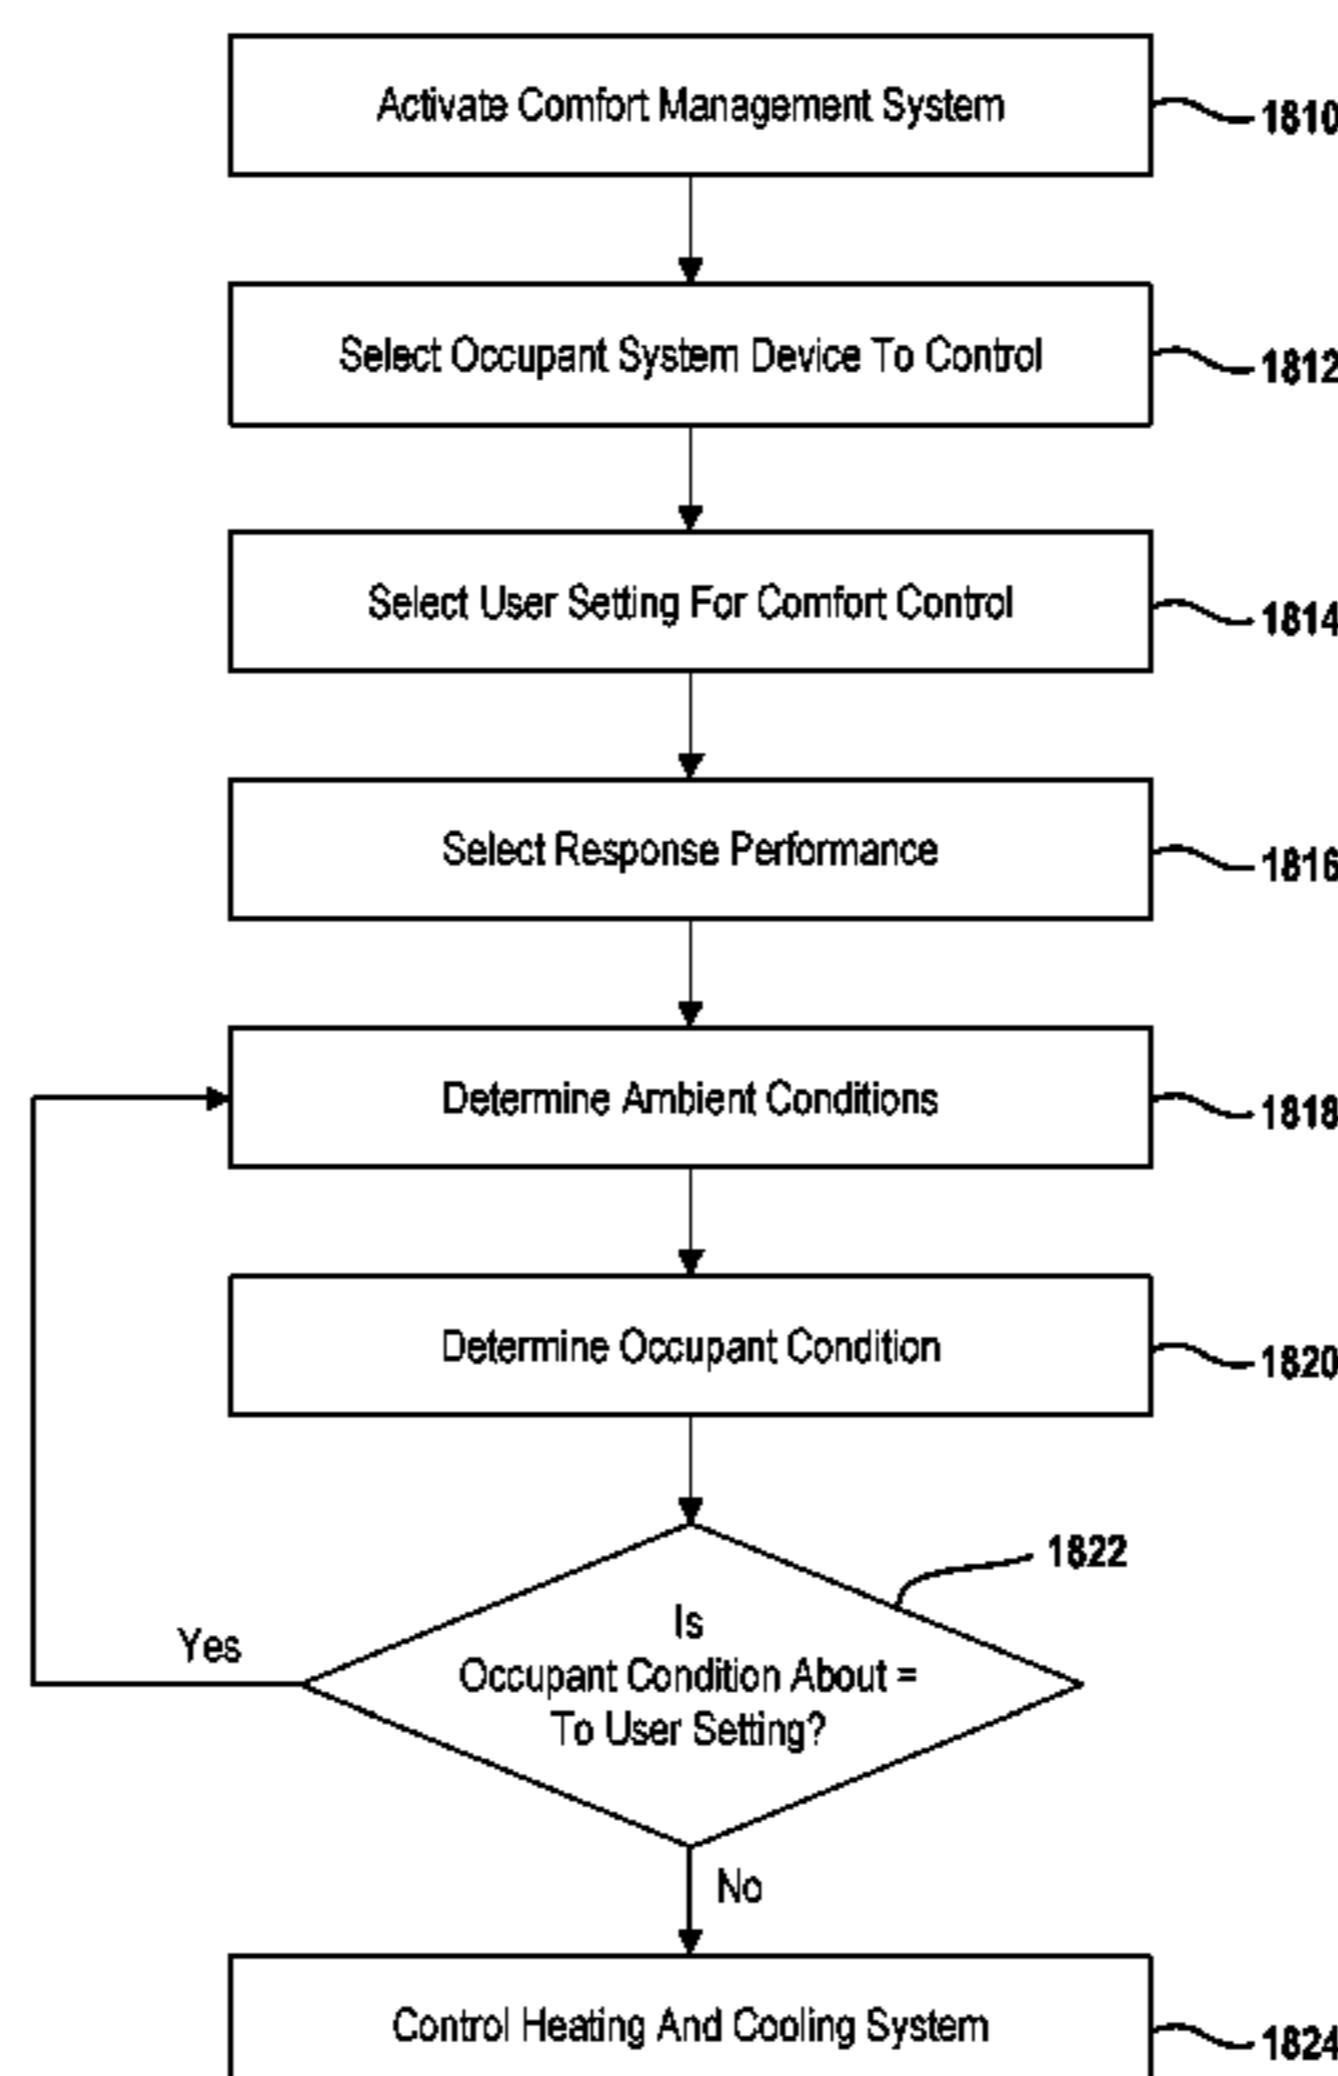 Activate Comfort Management System
1810
Select Occupant System Device To Control
1812
Select User Setting For Comfort Control
1814
Select Response Performance
1816
Determine Ambient Conditions
1818
Determine Occupant Condition
1820
1822
Is
Occupant Condition About =
To User Setting?
Yes
No
Control Heating And Cooling System
1824